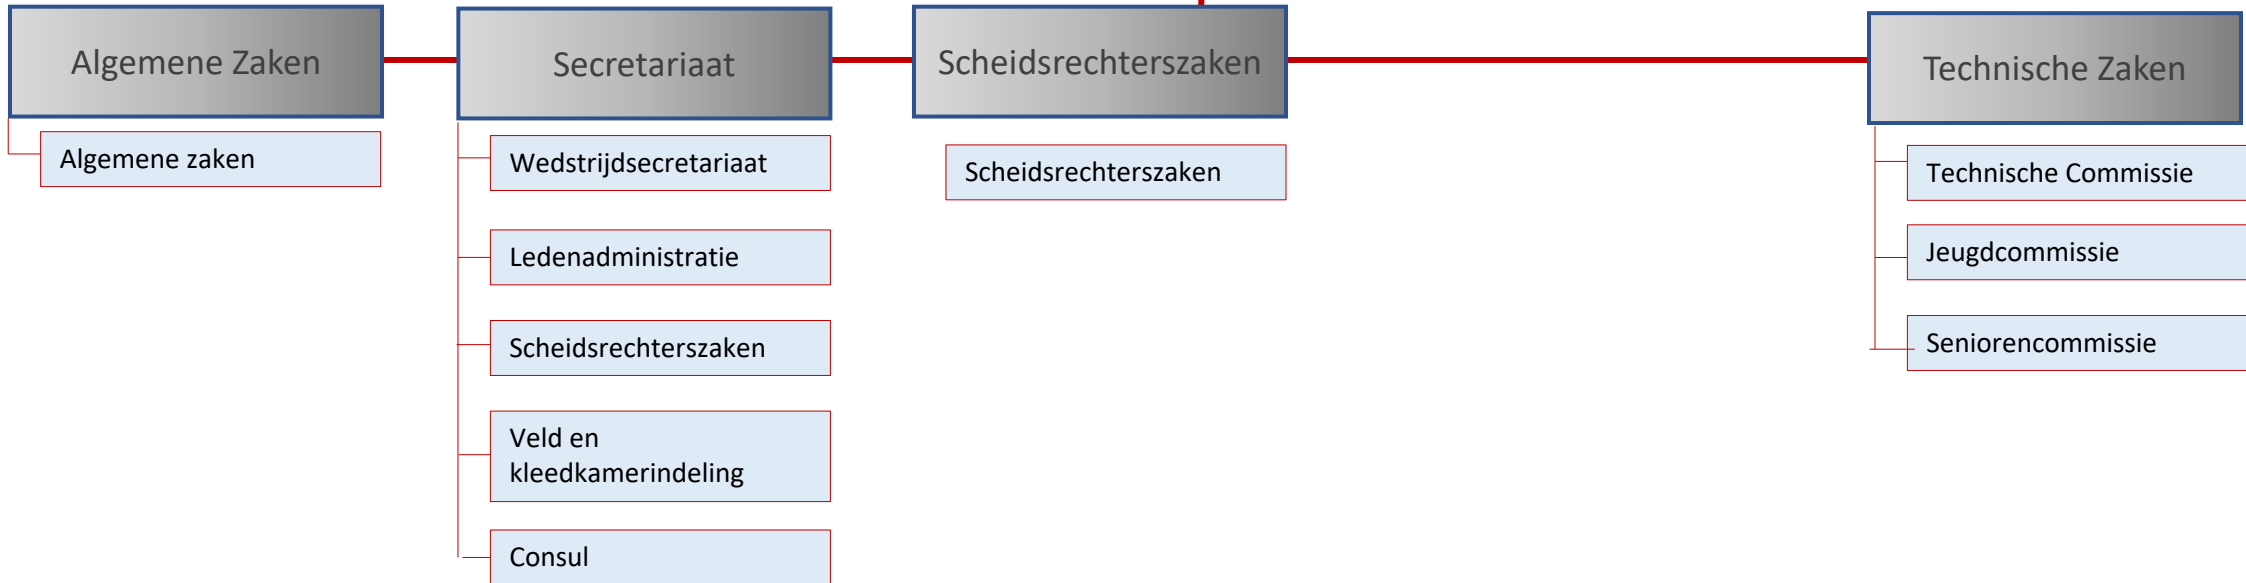 Algemene Zaken
Secretariaat
Scheidsrechterszaken
Technische Zaken
Algemene zaken
Wedstrijdsecretariaat
Ledenadministratie
Scheidsrechterszaken
Veld en
kleedkamerindeling
Consul
Scheidsrechterszaken
Technische Commissie
Jeugdcommissie
Seniorencommissie